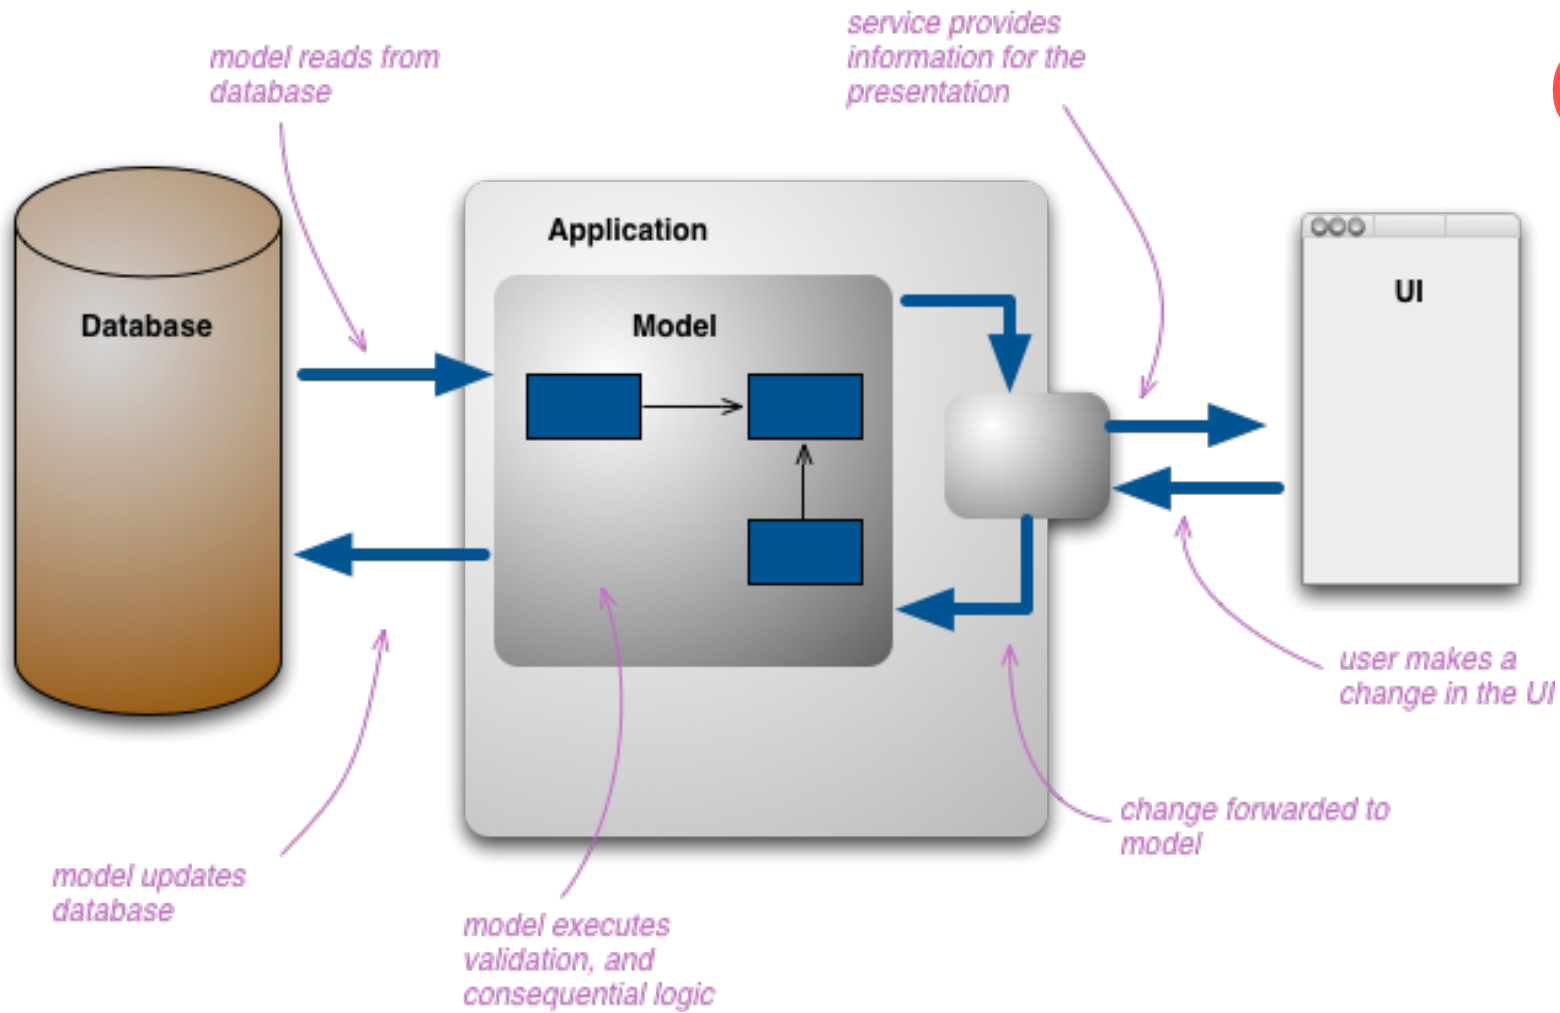 service provides
information for the
presentation
model reads from
database
Application
UI
Database
Model
user makes a
change in the UI
change forwarded to
model
model updates
database
model executes
validation, and
consequential logic